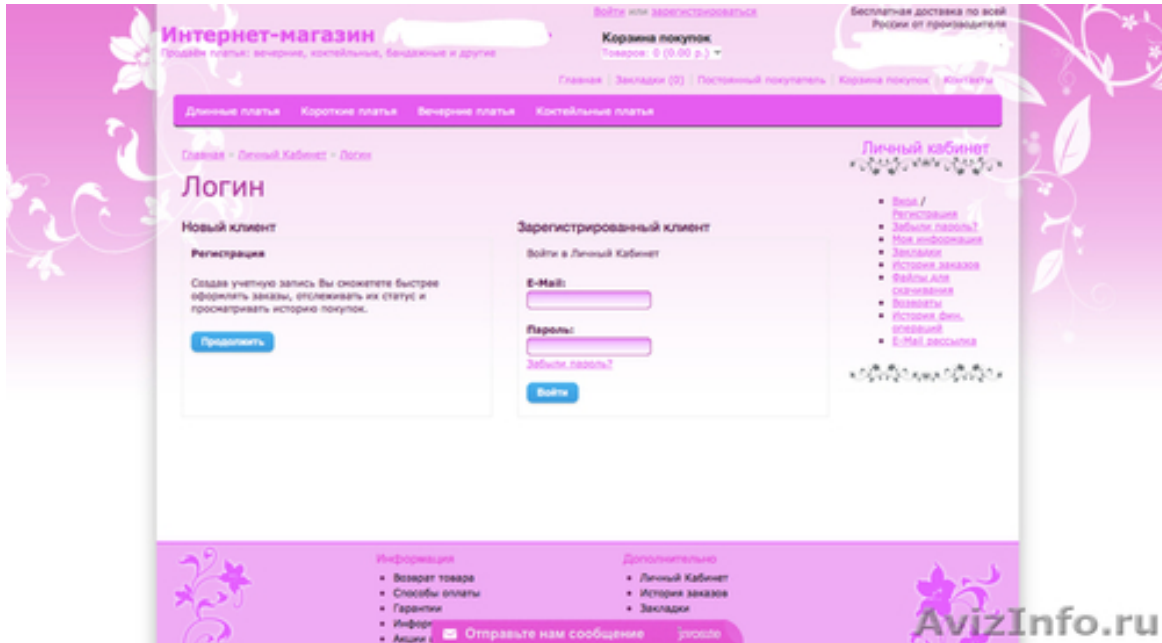 Войти или зарегистрироваться
Бесплатная доставка по всей
России от производителя
Интернет-магазин
Продаём платья: вечерние, коктейльные, бандажные и другие
Корзина покупок
Товаров: 0 (0.00 р.)
Главная | Закладки (0) | Постоянный покупатель | Корзина покупок | Контакты
Длинные платья Короткие платья Вечерние платья Коктейльные платья
Главная » Личный Кабинет » Логин
Логин
Новый клиент
Регистрация
Создав учетную запись Вы сможете быстрее
оформлять заказы, отслеживать их статус и
просматривать историю покупок.
Продолжить
Зарегистрированный клиент
Войти в Личный Кабинет
E-Mail:
Пароль:
Забыли пароль?
Войти
Личный кабинет
Вход /
Регистрация
Забыли пароль?
Моя информация
Закладки
История заказов
Файлы для
скачивания
Возвраты
История фин.
операций
E-Mail рассылка
Информация
Возврат товара
Способы оплаты
Гарантии
Инфор
Акции
Дополнительно
Личный Кабинет
История заказов
Закладки
Отправьте нам сообщение
jivosite
AvizInfo.ru